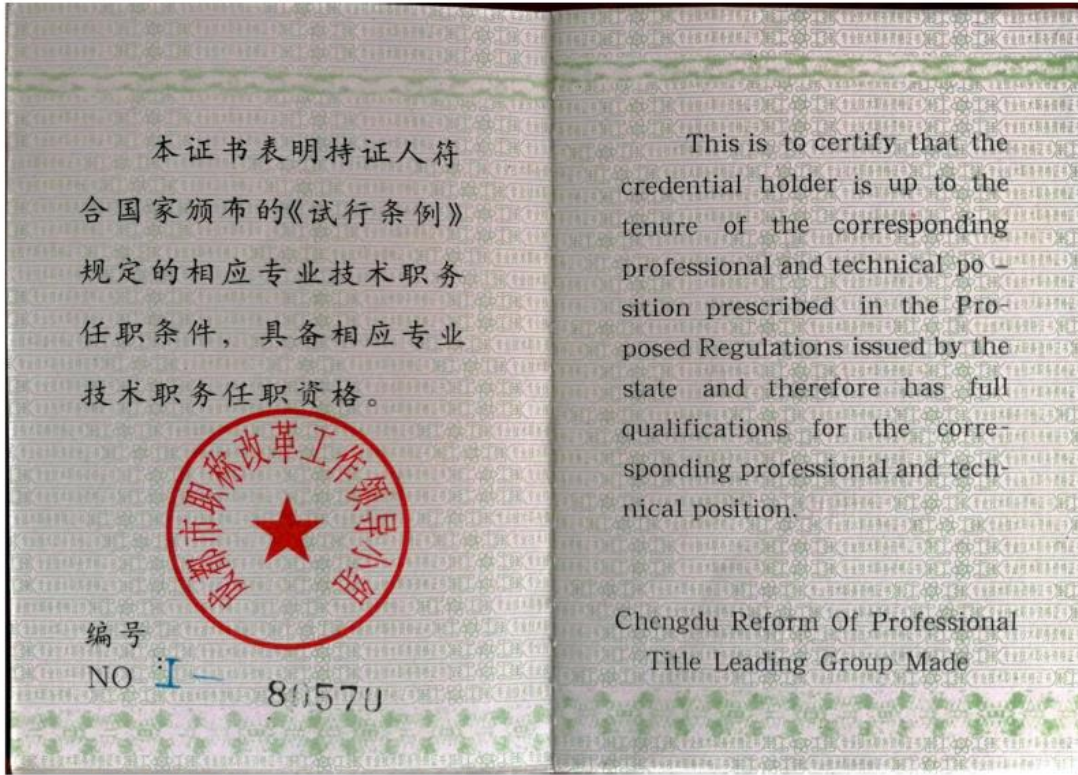 本证书表明持证人符
合国家颁布的《试行条例》
规定的相应专业技术职务
任职条件，具备相应专业
技术职务任职资格。
成都市职称改革工作领导小组
编号
NO : I —
This is to certify that the
credential holder is up to the
tenure of the corresponding
professional and technical po –
sition prescribed in the Pro-
posed Regulations issued by the
state and therefore has full
qualifications for the corre-
sponding professional and tech-
nical position.
Chengdu Reform Of Professional
Title Leading Group Made